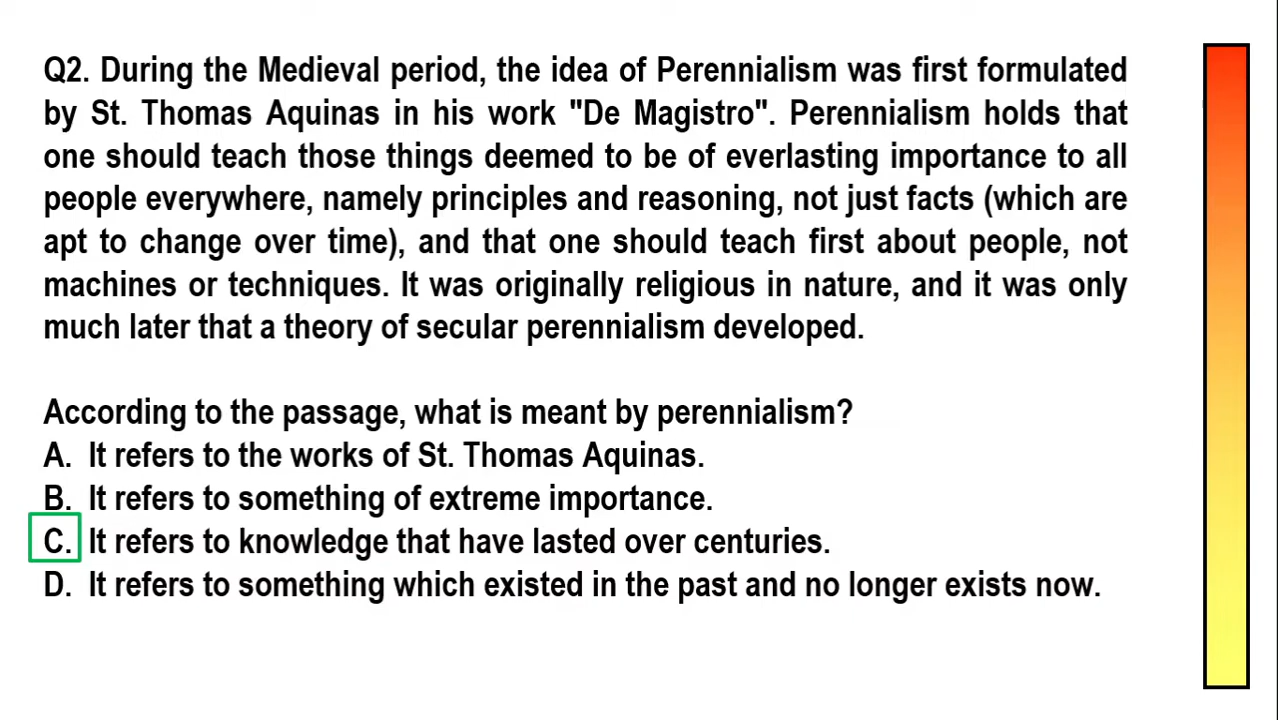 Q2. During the Medieval period, the idea of Perennialism was first formulated
by St. Thomas Aquinas in his work "De Magistro". Perennialism holds that
one should teach those things deemed to be of everlasting importance to all
people everywhere, namely principles and reasoning, not just facts (which are
apt to change over time), and that one should teach first about people, not
machines or techniques. It was originally religious in nature, and it was only
much later that a theory of secular perennialism developed.
According to the passage, what is meant by perennialism?
A. It refers to the works of St. Thomas Aquinas.
B. It refers to something of extreme importance.
C. It refers to knowledge that have lasted over centuries.
D. It refers to something which existed in the past and no longer exists now.